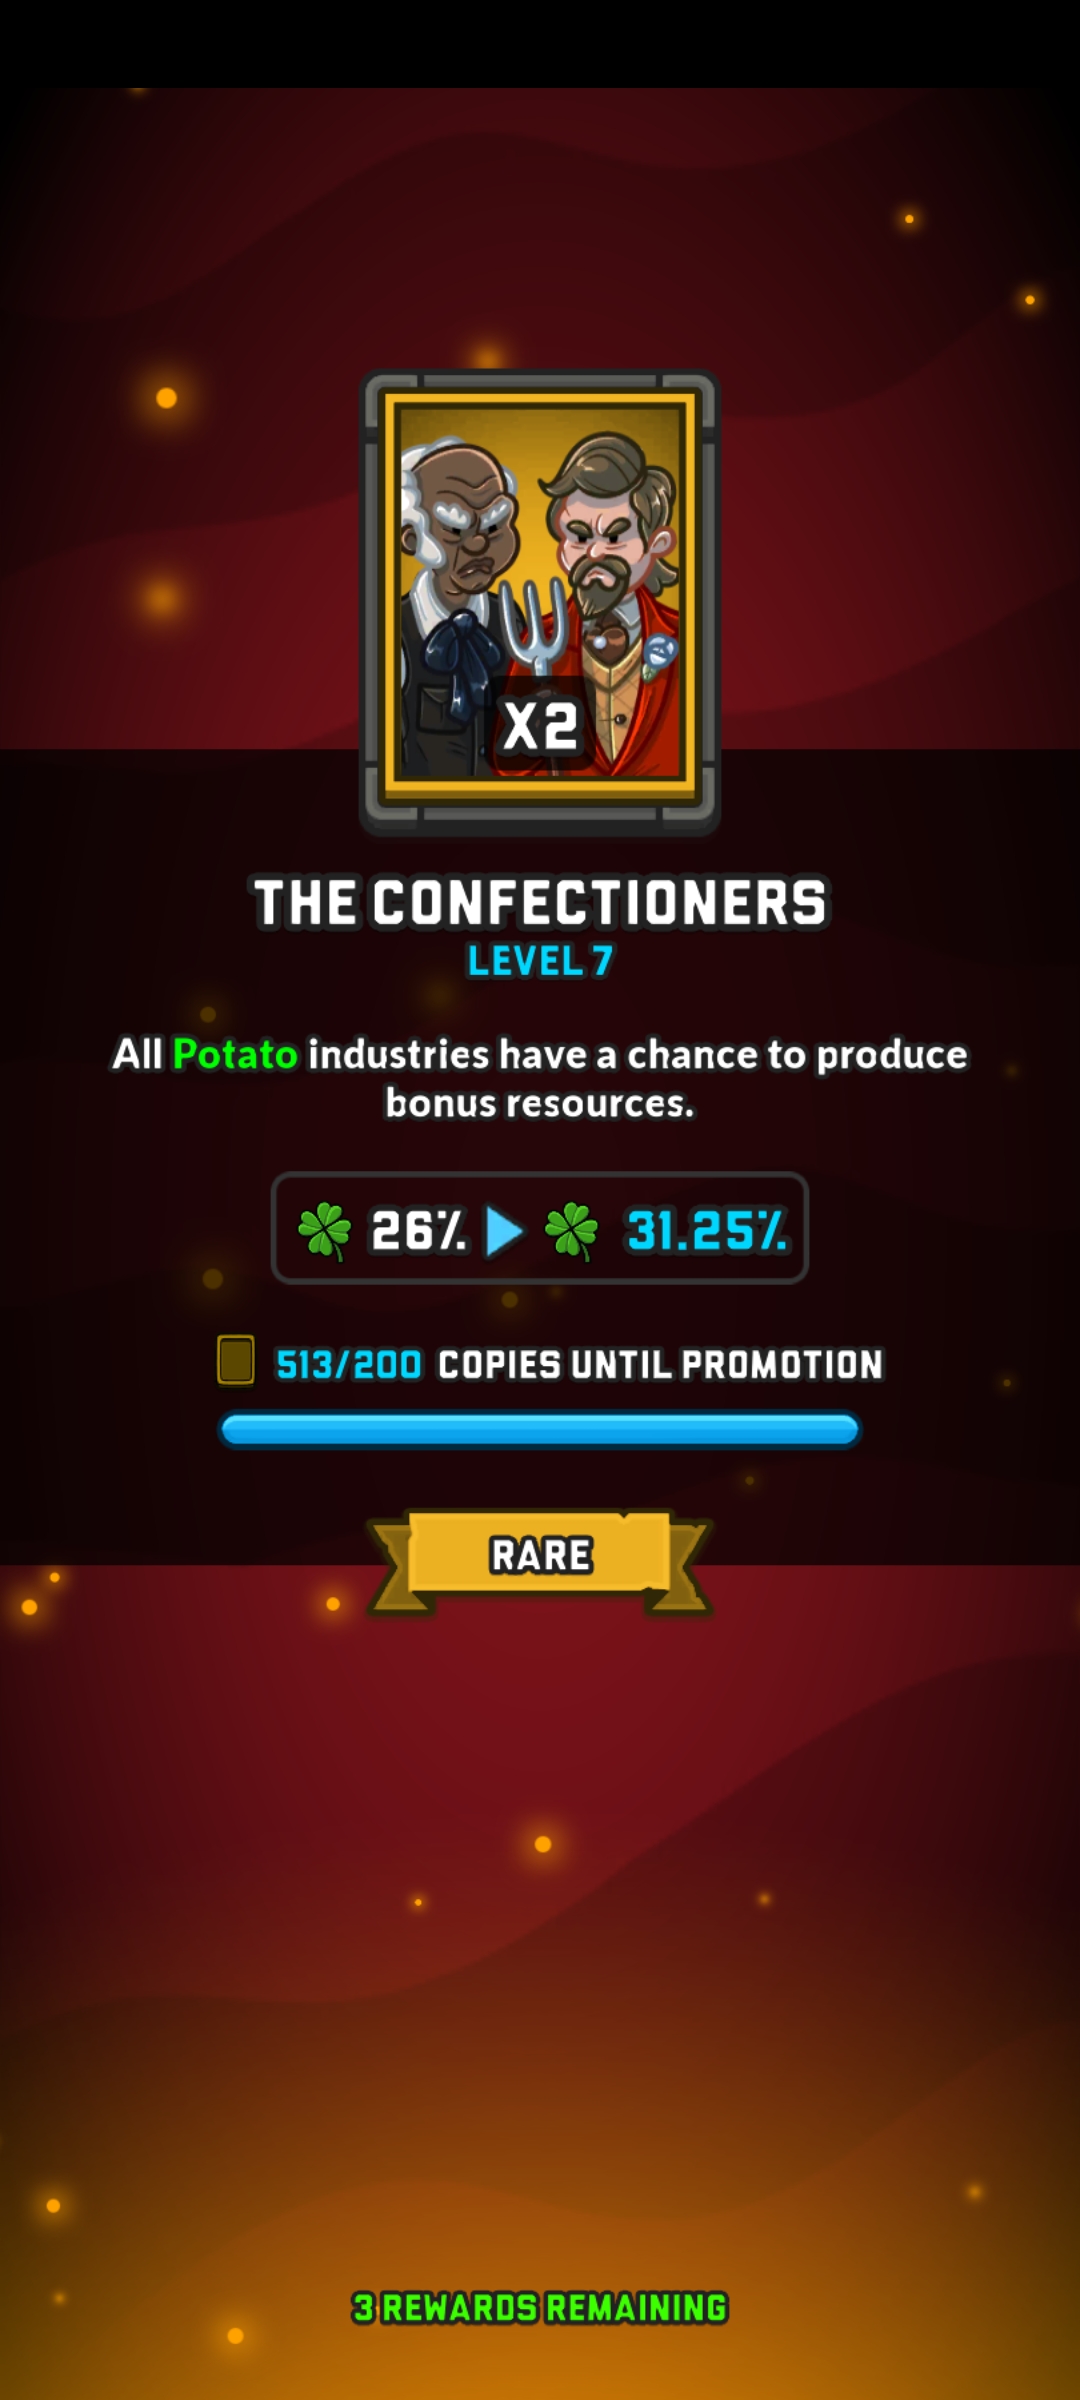 X2
THE CONFECTIONERS
LEVEL 7
All Potato industries have a chance to produce
bonus resources.
26% 31.25%
513/200 COPIES UNTIL PROMOTION
RARE
3 REWARDS REMAINING